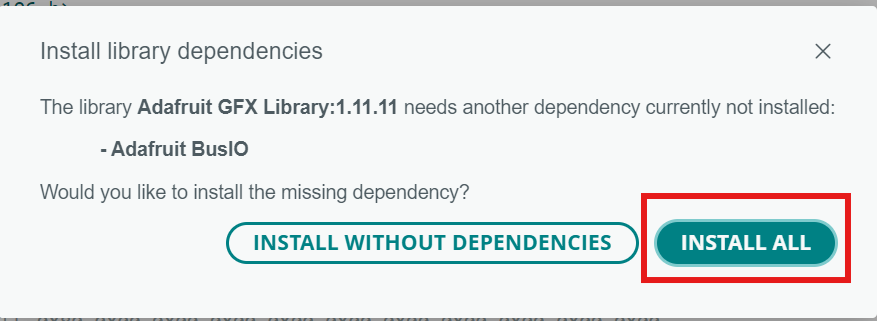 Install library dependencies
The library Adafruit GFX Library:1.11.11 needs another dependency currently not installed:
- Adafruit BusIO
Would you like to install the missing dependency?
INSTALL WITHOUT DEPENDENCIES
INSTALL ALL